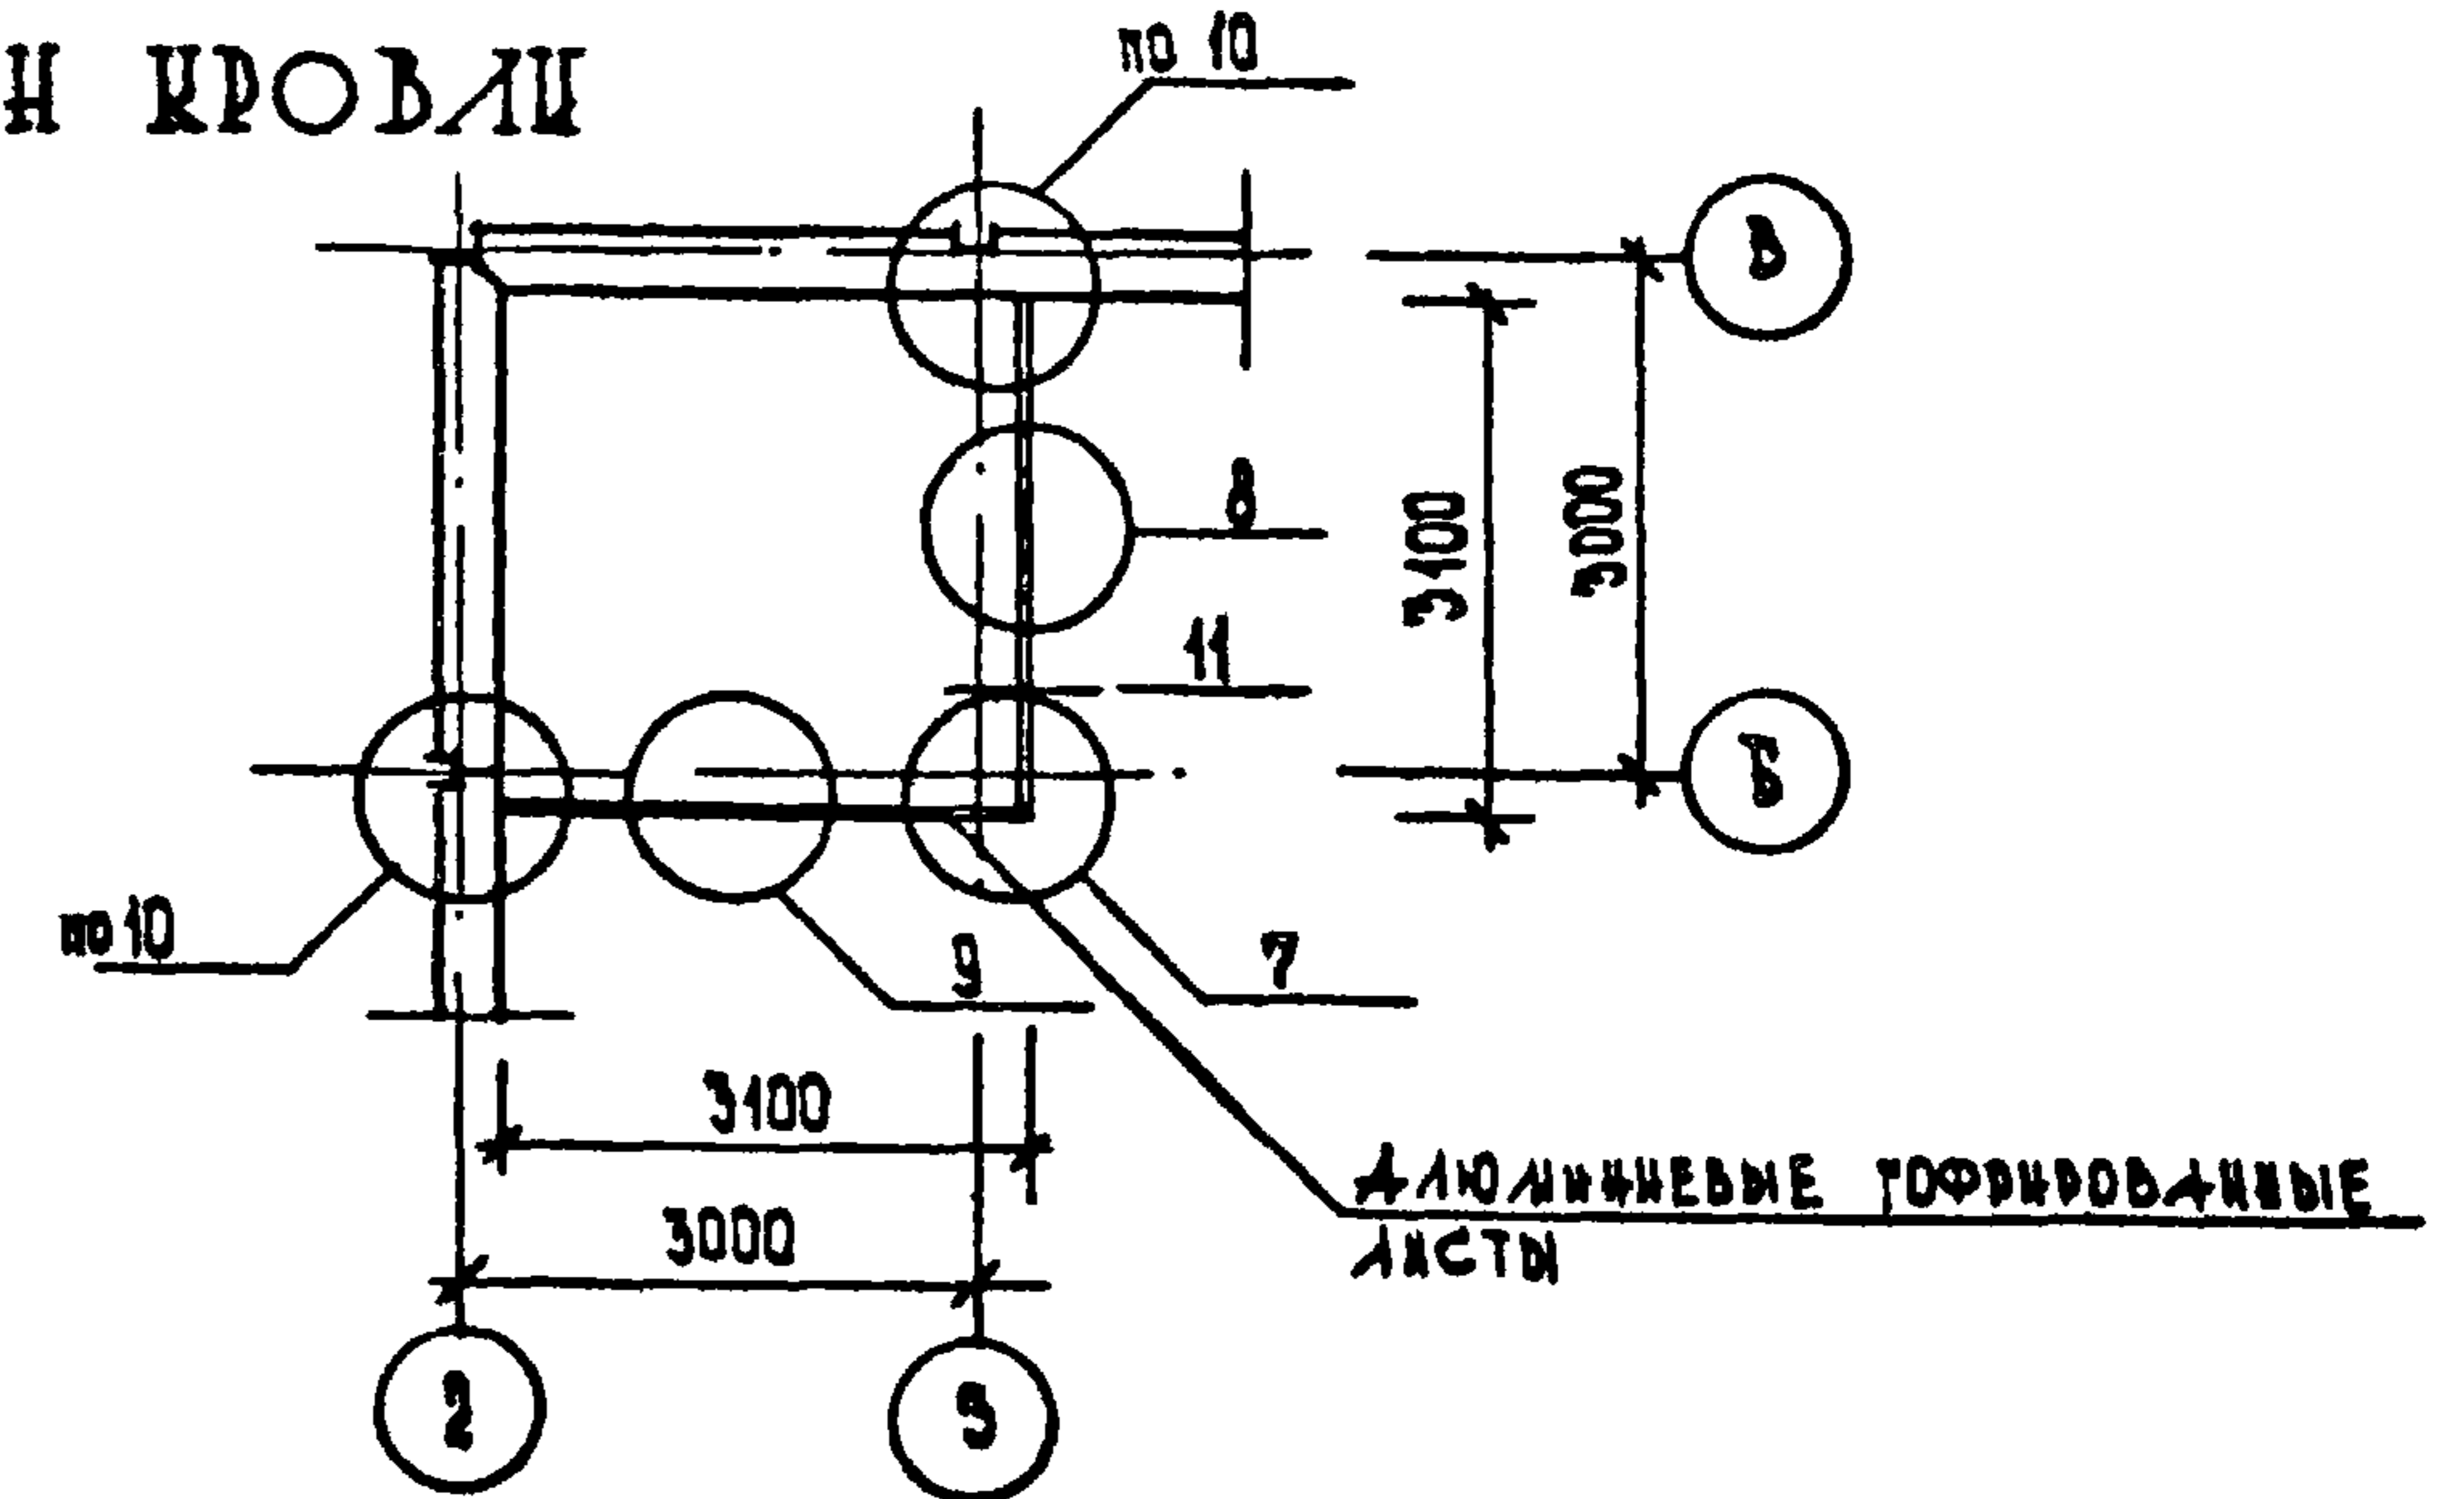 Н КРОВЛИ
по 10
В
8
3100
3000
11
Б
по 10
9
7
3100
АЛЮМИНИЕВЫЕ ГОФРИРОВАННЫЕ
ЛИСТЫ
3000
2
3